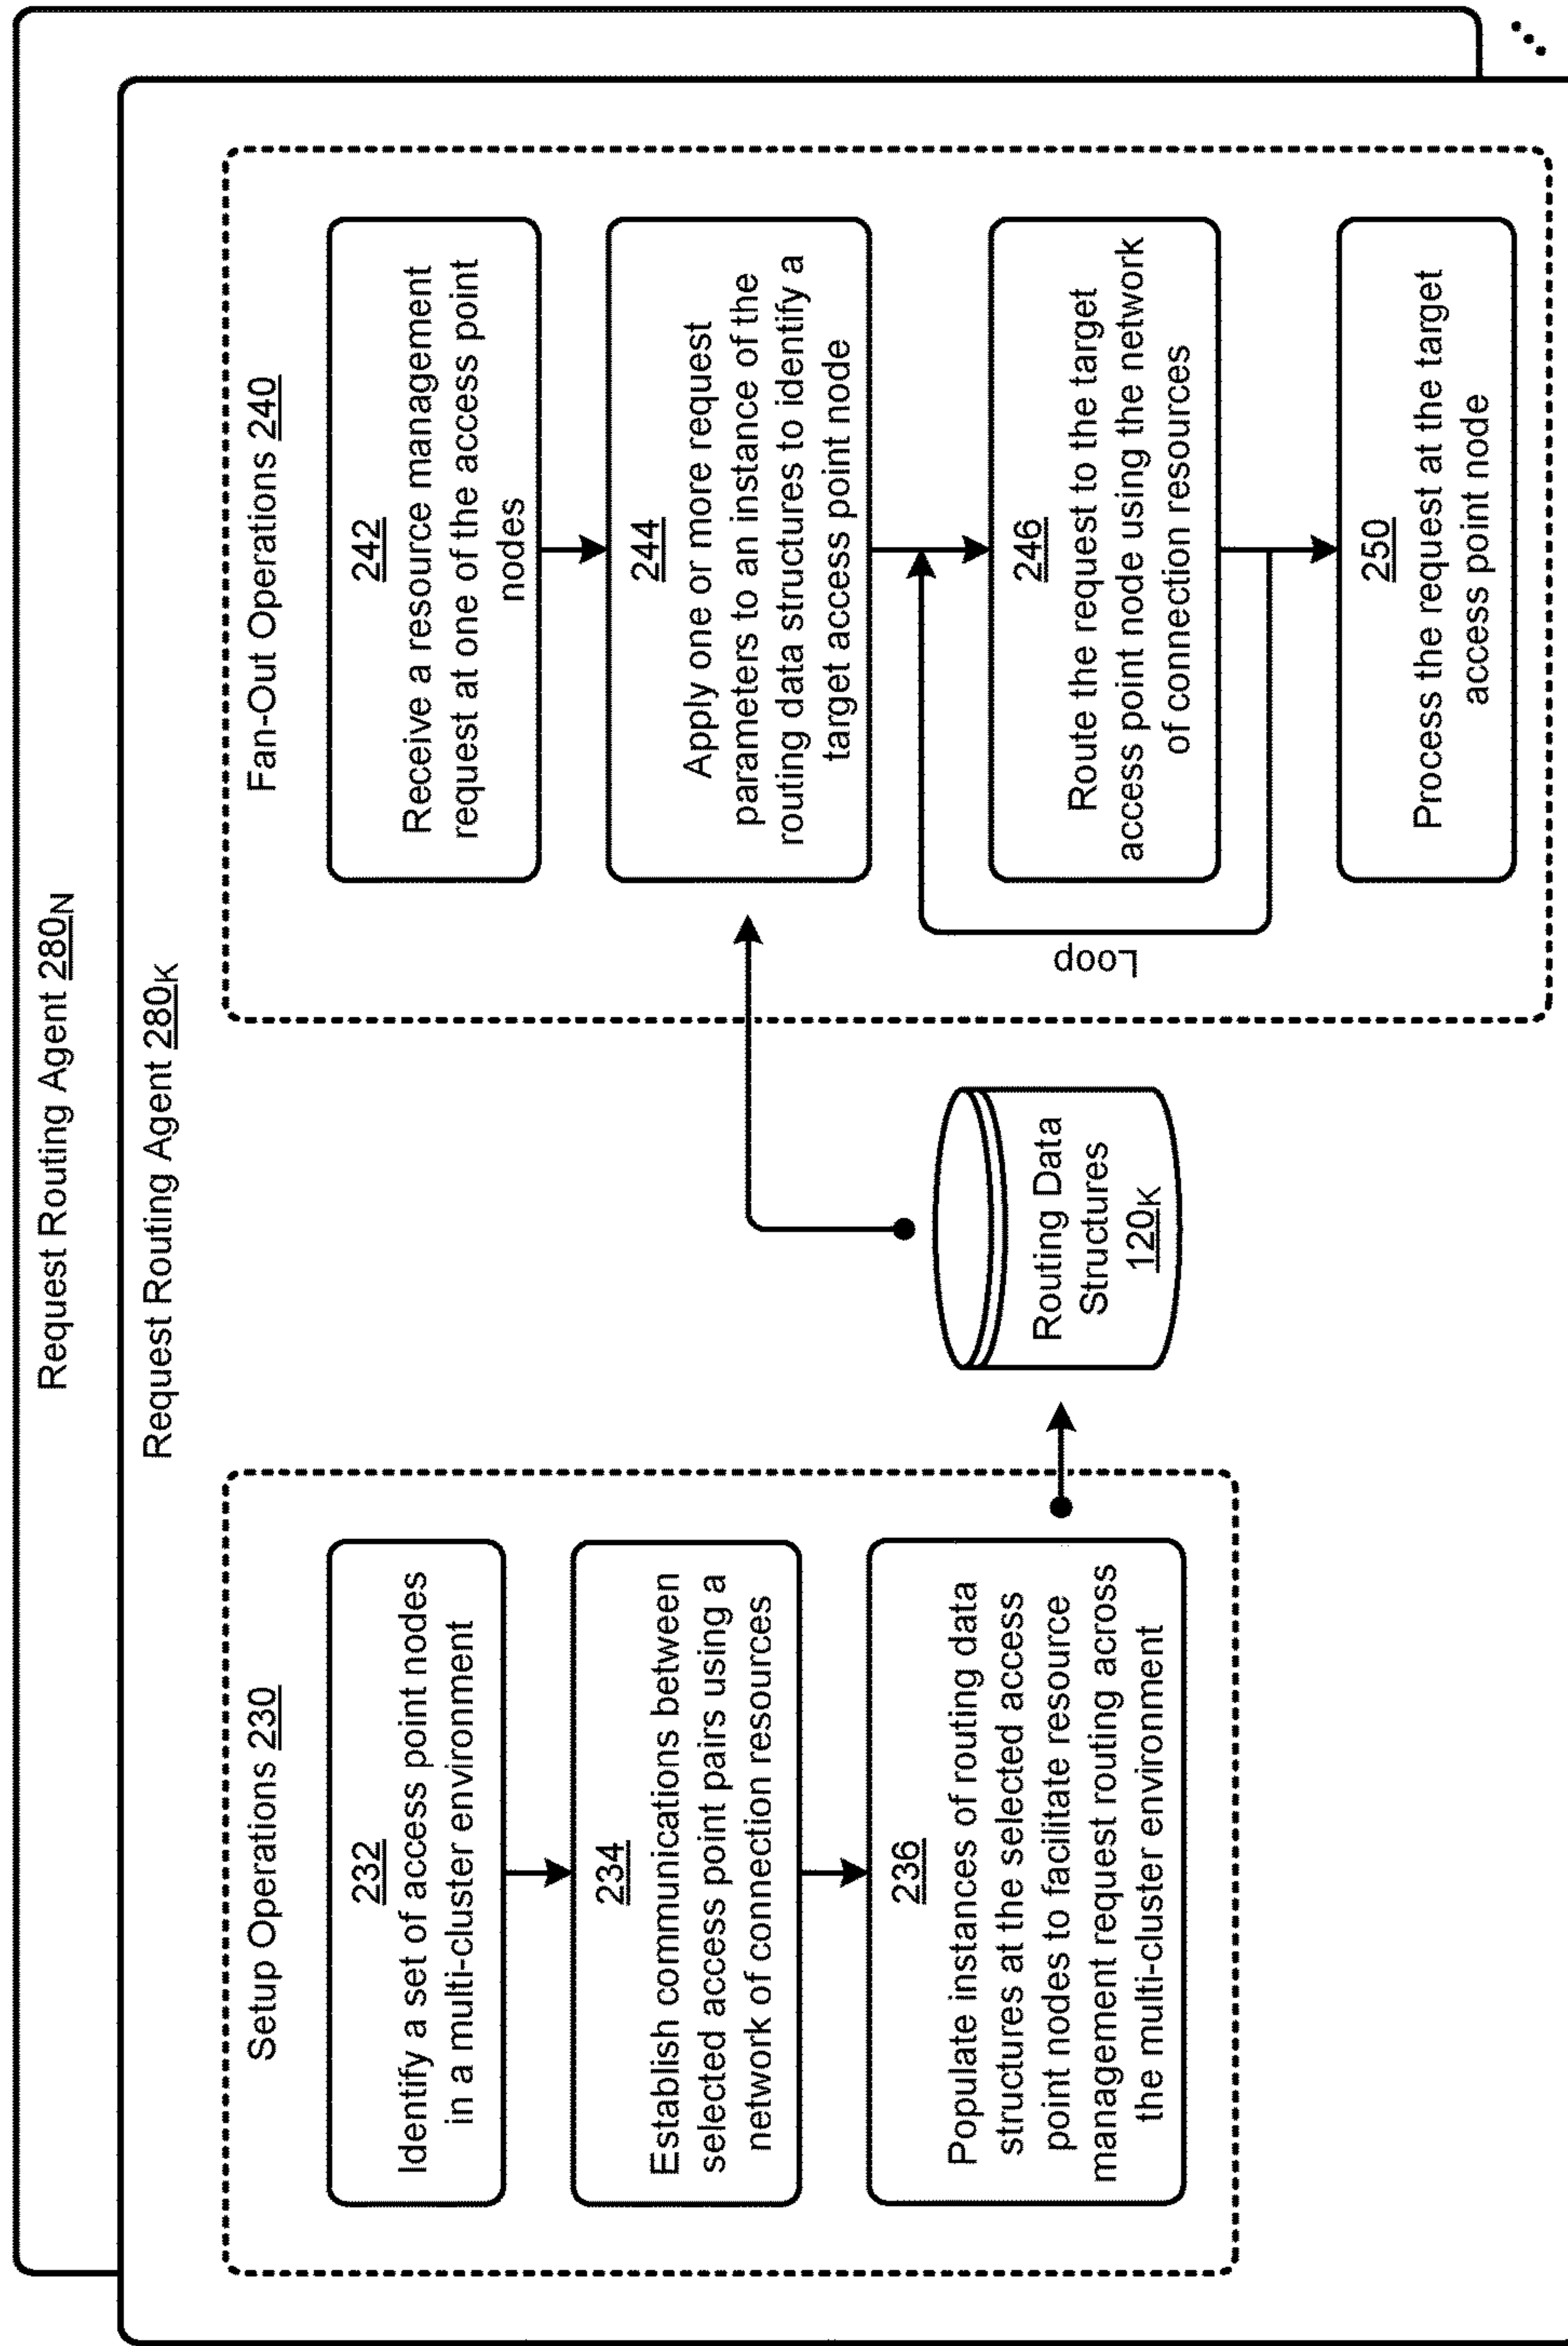 Request Routing Agent 280N
Request Routing Agent 280K
Setup Operations 230
232
Identify a set of access point nodes
in a multi-cluster environment
234
Establish communications between
selected access point pairs using a
network of connection resources
236
Populate instances of routing data
structures at the selected access
point nodes to facilitate resource
management request routing across
the multi-cluster environment
Routing Data
Structures
120K
Fan-Out Operations 240
242
Receive a resource management
request at one of the access point
nodes
244
Apply one or more request
parameters to an instance of the
routing data structures to identify a
target access point node
Loop
246
Route the request to the target
access point node using the network
of connection resources
250
Process the request at the target
access point node